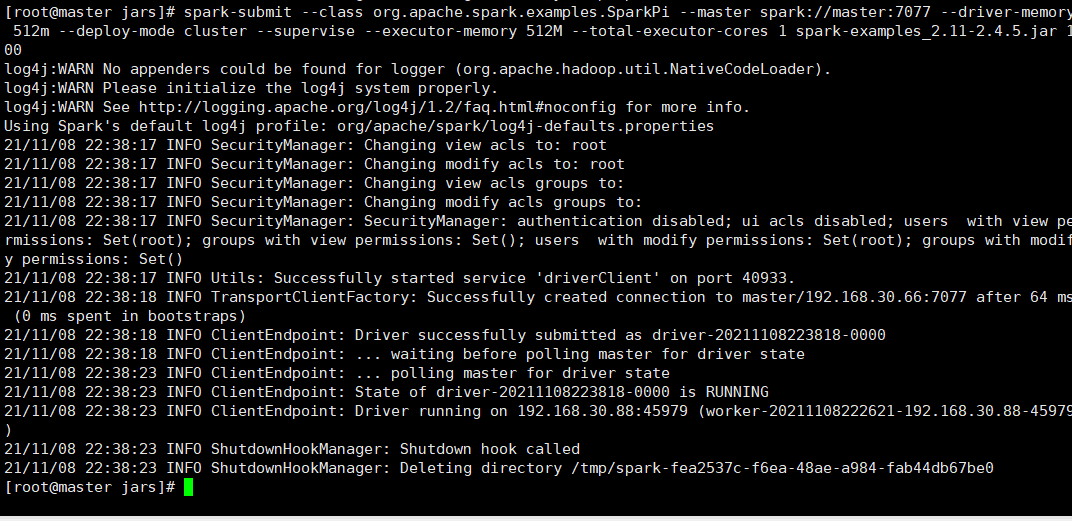 [root@master jars]# spark-submit --class org.apache.spark.examples.SparkPi --master spark://master:7077 --driver-memory
 512m --deploy-mode cluster --supervise --executor-memory 512M --total-executor-cores 1 spark-examples_2.11-2.4.5.jar 1
00
log4j:WARN No appenders could be found for logger (org.apache.hadoop.util.NativeCodeLoader).
log4j:WARN Please initialize the log4j system properly.
log4j:WARN See http://logging.apache.org/log4j/1.2/faq.html#noconfig for more info.
Using Spark's default log4j profile: org/apache/spark/log4j-defaults.properties
21/11/08 22:38:17 INFO SecurityManager: Changing view acls to: root
21/11/08 22:38:17 INFO SecurityManager: Changing modify acls to: root
21/11/08 22:38:17 INFO SecurityManager: Changing view acls groups to:
21/11/08 22:38:17 INFO SecurityManager: Changing modify acls groups to:
21/11/08 22:38:17 INFO SecurityManager: SecurityManager: authentication disabled; ui acls disabled; users  with view pe
rmissions: Set(root); groups with view permissions: Set(); users  with modify permissions: Set(root); groups with modif
y permissions: Set()
21/11/08 22:38:17 INFO Utils: Successfully started service 'driverClient' on port 40933.
21/11/08 22:38:18 INFO TransportClientFactory: Successfully created connection to master/192.168.30.66:7077 after 64 ms
 (0 ms spent in bootstraps)
21/11/08 22:38:18 INFO ClientEndpoint: Driver successfully submitted as driver-20211108223818-0000
21/11/08 22:38:18 INFO ClientEndpoint: ... waiting before polling master for driver state
21/11/08 22:38:23 INFO ClientEndpoint: ... polling master for driver state
21/11/08 22:38:23 INFO ClientEndpoint: State of driver-20211108223818-0000 is RUNNING
21/11/08 22:38:23 INFO ClientEndpoint: Driver running on 192.168.30.88:45979 (worker-20211108222621-192.168.30.88-45979
)
21/11/08 22:38:23 INFO ShutdownHookManager: Shutdown hook called
21/11/08 22:38:23 INFO ShutdownHookManager: Deleting directory /tmp/spark-fea2537c-f6ea-48ae-a984-fab44db67be0
[root@master jars]#